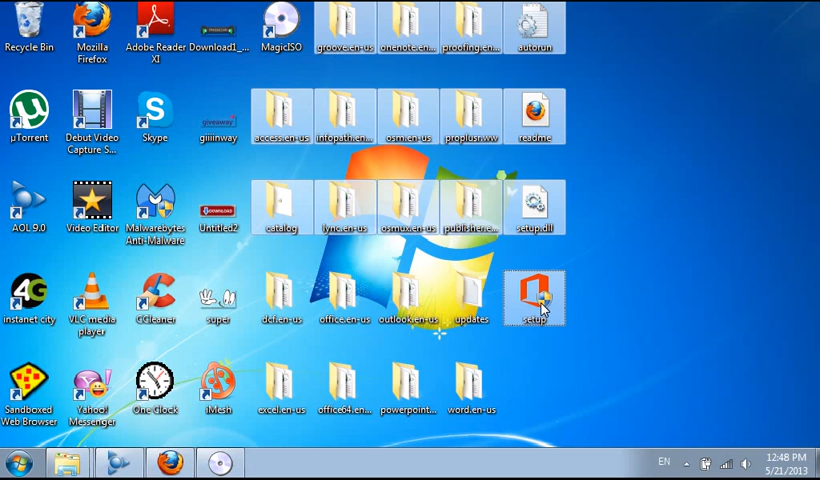 Recycle Bin
Mozilla
Firefox
Adobe Reader
XI
Download1_...
MagicISO
groove.en-us
onenote.en...
proofing.en...
autorun
µTorrent
Debut Video
Capture S...
Skype
giiiinway
access.en-us
infopath.en...
osm.en-us
proplusrww
readme
AOL 9.0
Video Editor
Malwarebytes
Anti-Malware
DOWNLOAD
Untitled2
catalog
lync.en-us
osmux.en-us
publisher.e...
setup.dll
4G
instanet city
VLC media
player
CCleaner
super
dcf.en-us
office.en-us
outlook.en-us
updates
setup
Sandboxed
Web Browser
Yahoo!
Messenger
One Clock
iMesh
excel.en-us
office64.en...
powerpoint...
word.en-us
EN
12:48 PM
5/21/2013